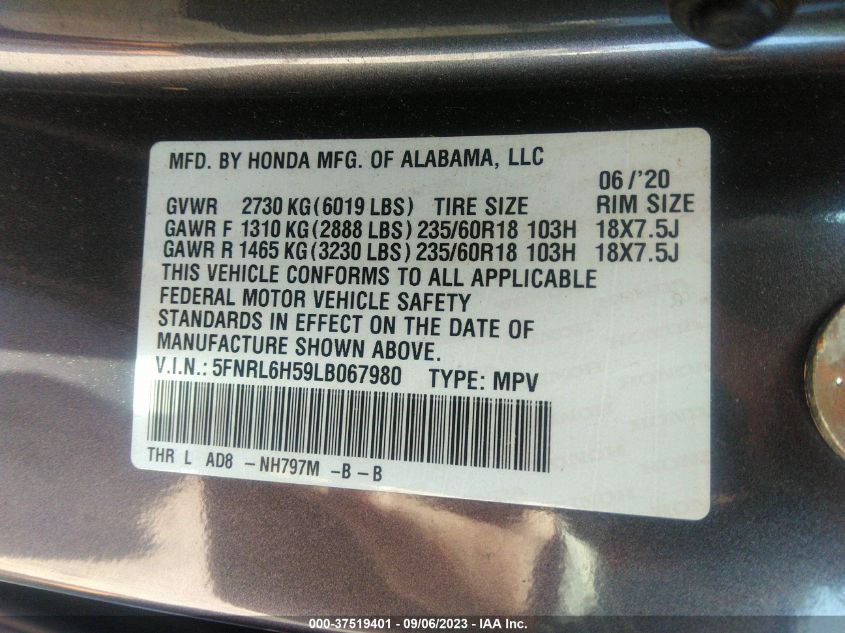 MFD. BY HONDA MFG. OF ALABAMA, LLC
06/'20
GVWR 2730 KG(6019 LBS) TIRE SIZE RIM SIZE
GAWR F 1310 KG(2888 LBS) 235/60R18 103H 18X7.5J
GAWR R 1465 KG(3230 LBS) 235/60R18 103H 18X7.5J
THIS VEHICLE CONFORMS TO ALL APPLICABLE
FEDERAL MOTOR VEHICLE SAFETY
STANDARDS IN EFFECT ON THE DATE OF
MANUFACTURE SHOWN ABOVE.
V.I.N.: 5FNRL6H59LB067980 TYPE: MPV
THR L AD8 -NH797M -B-B
000-37519401 - 09/06/2023 - IAA Inc.